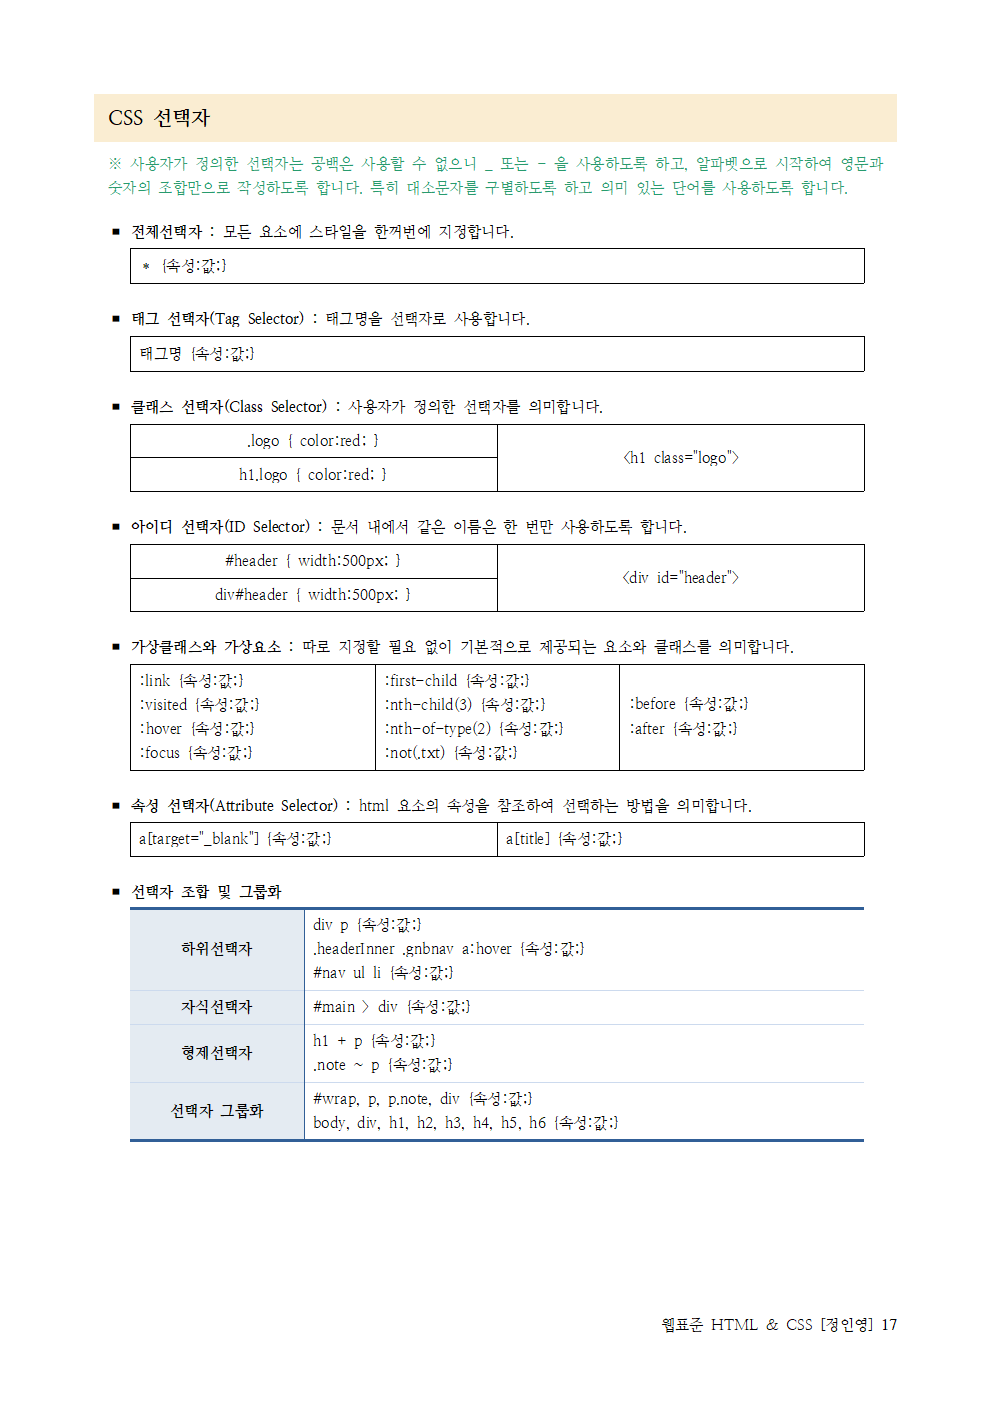 CSS 선택자
※ 사용자가 정의한 선택자는 공백은 사용할 수 없으니 _ 또는 - 을 사용하도록 하고, 알파벳으로 시작하여 영문과
숫자의 조합만으로 작성하도록 합니다. 특히 대소문자를 구별하도록 하고 의미 있는 단어를 사용하도록 합니다.
■ 전체선택자 : 모든 요소에 스타일을 한꺼번에 지정합니다.
* {속성:값;}
■ 태그 선택자(Tag Selector) : 태그명을 선택자로 사용합니다.
태그명 {속성:값;}
■ 클래스 선택자(Class Selector) : 사용자가 정의한 선택자를 의미합니다.
.logo { color:red; }
h1.logo { color:red; }
<h1 class="logo">
■ 아이디 선택자(ID Selector) : 문서 내에서 같은 이름은 한 번만 사용하도록 합니다.
#header { width:500px; }
div#header { width:500px; }
<div id="header">
■ 가상클래스와 가상요소 : 따로 지정할 필요 없이 기본적으로 제공되는 요소와 클래스를 의미합니다.
:link {속성:값;}
:visited {속성:값;}
:hover {속성:값;}
:focus {속성:값;}
:first-child {속성:값;}
:nth-child(3) {속성:값;}
:nth-of-type(2) {속성:값;}
:not(.txt) {속성:값;}
:before {속성:값;}
:after {속성:값;}
■ 속성 선택자(Attribute Selector) : html 요소의 속성을 참조하여 선택하는 방법을 의미합니다.
a[target="_blank"] {속성:값;}
a[title] {속성:값;}
■ 선택자 조합 및 그룹화
하위선택자
div p {속성:값;}
.headerInner .gnbnav a:hover {속성:값;}
#nav ul li {속성:값;}
자식선택자
#main > div {속성:값;}
형제선택자
h1 + p {속성:값;}
.note ~ p {속성:값;}
선택자 그룹화
#wrap, p, p.note, div {속성:값;}
body, div, h1, h2, h3, h4, h5, h6 {속성:값;}
웹표준 HTML & CSS [정인영] 17